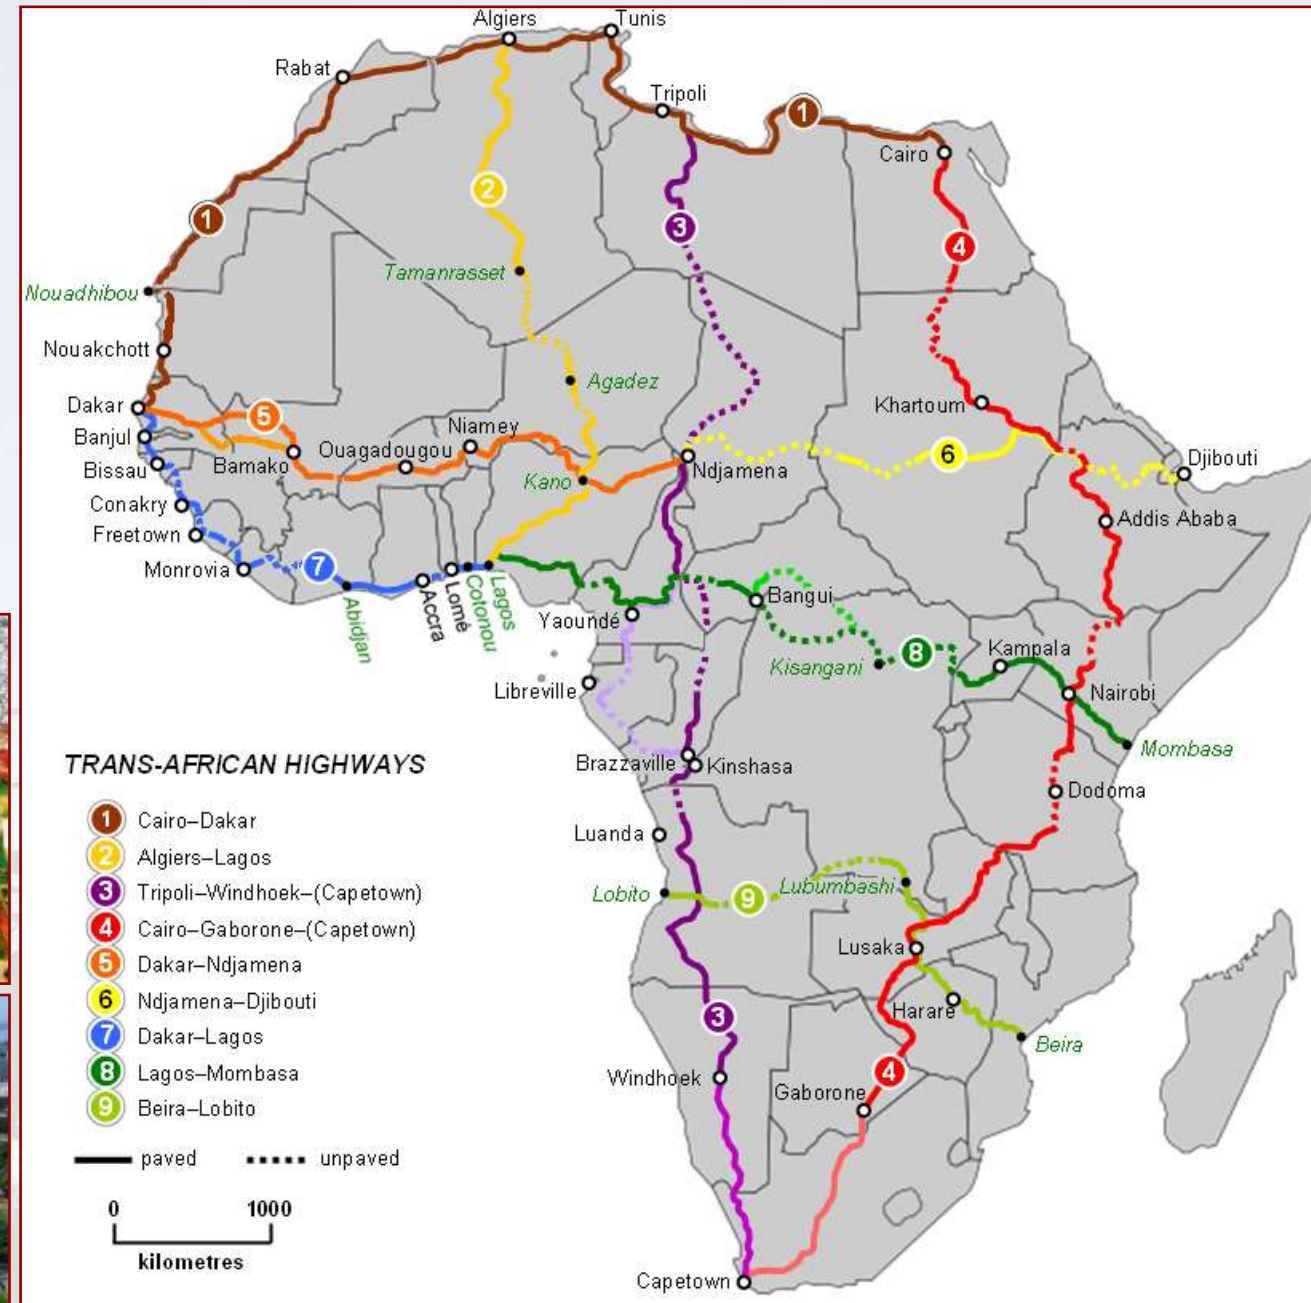 Algiers
Tunis
Rabat
Tripoli
1
Cairo
2
1
3
4
Tamanrasset
Nouadhibou
Nouakchott
Agadez
Dakar
5
Khartoum
Banjul
Niamey
Ouagadougou
6
Bissau
Bamako
Ndjamena
Djibouti
Kano
Conakry
Addis Ababa
Freetown
Monrovia
7
Abidjan
Accra
Lomé
Cotonou
Lagos
Yaoundé
Bangui
Kisangani
8
Kampala
Libreville
Nairobi
Mombasa
Brazzaville
Kinshasa
Dodoma
Luanda
Lobito
9
Lubumbashi
Lusaka
Harare
3
Beira
4
Windhoek
Gaborone
Capetown
TRANS-AFRICAN HIGHWAYS
1 Cairo–Dakar
2 Algiers–Lagos
3 Tripoli–Windhoek–(Capetown)
4 Cairo–Gaborone–(Capetown)
5 Dakar–Ndjamena
6 Ndjamena–Djibouti
7 Dakar–Lagos
8 Lagos–Mombasa
9 Beira–Lobito
paved unpaved
0 1000
kilometres